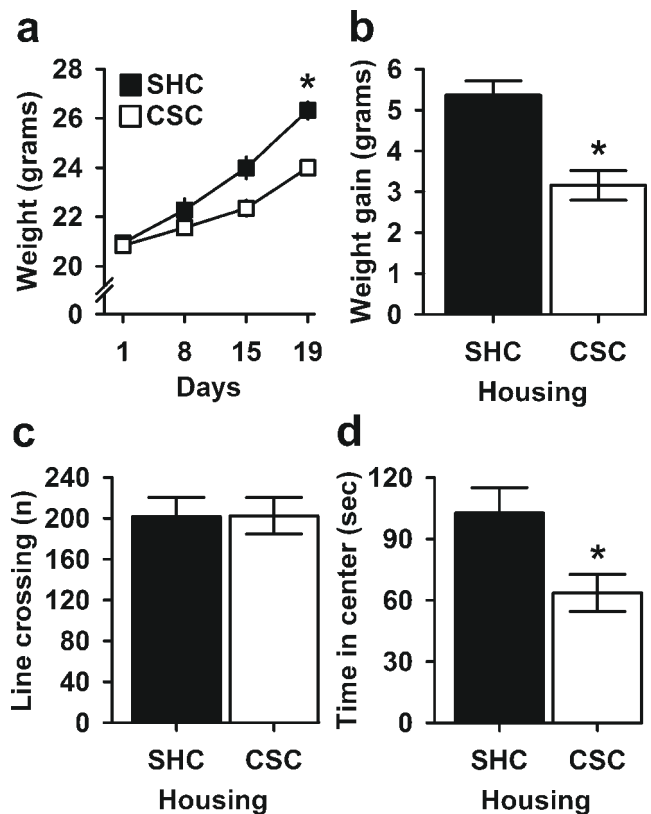 a
Weight (grams)
28
26
24
22
20
0
SHC
CSC
*
1 8 15 19
Days
b
Weight gain (grams)
6
5
4
3
2
1
0
*
SHC CSC
Housing
c
Line crossing (n)
240
200
160
120
80
40
0
SHC CSC
Housing
d
Time in center (sec)
120
90
60
30
0
*
SHC CSC
Housing